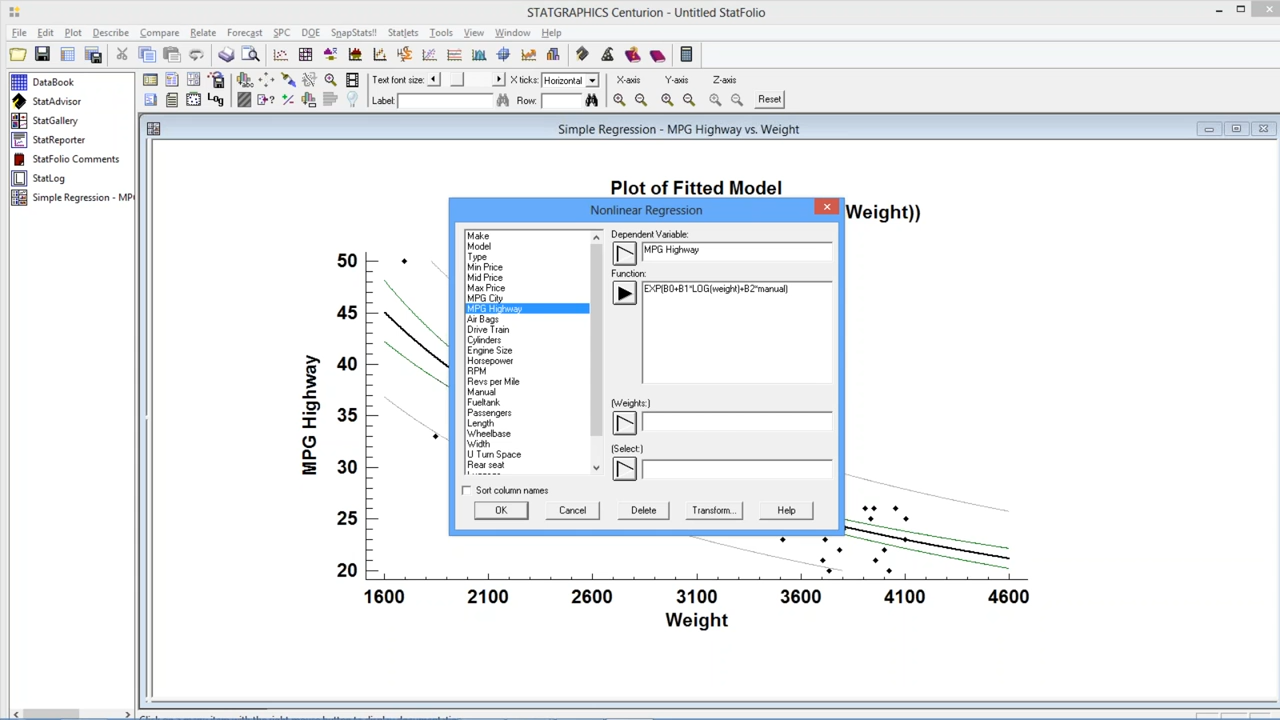 STATGRAPHICS Centurion - Untitled StatFolio
File Edit Plot Describe Compare Relate Forecast SPC DOE SnapStats!! Statlets Tools View Window Help
Log Text font size: X ticks: Horizontal X-axis Y-axis axis
Label: Row: Reset
DataBook
StatAdvisor
StatGallery
StatReporter
StatFolio Comments
StatLog
Simple Regression - MPG
Simple Regression - MPG Highway vs. Weight
Plot of Fitted Model
Weight))
MPG Highway
50
45
40
35
30
25
20
1600 2100 2600 3100 3600 4100 4600
Weight
Nonlinear Regression
Make
Model
Type
Min Price
Mid Price
Max Price
MPG City
MPG Highway
Air Bags
Drive Train
Cylinders
Engine Size
Horsepower
RPM
Revs per Mile
Manual
Fueltank
Passengers
Length
Wheelbase
Width
U Turn Space
Rear seat
Dependent Variable:
MPG Highway
Function:
EXP(B0+B1*LOG(weight)+B2*manual)
(Weights:)
(Select:)
Sort column names
OK Cancel Delete Transform... Help